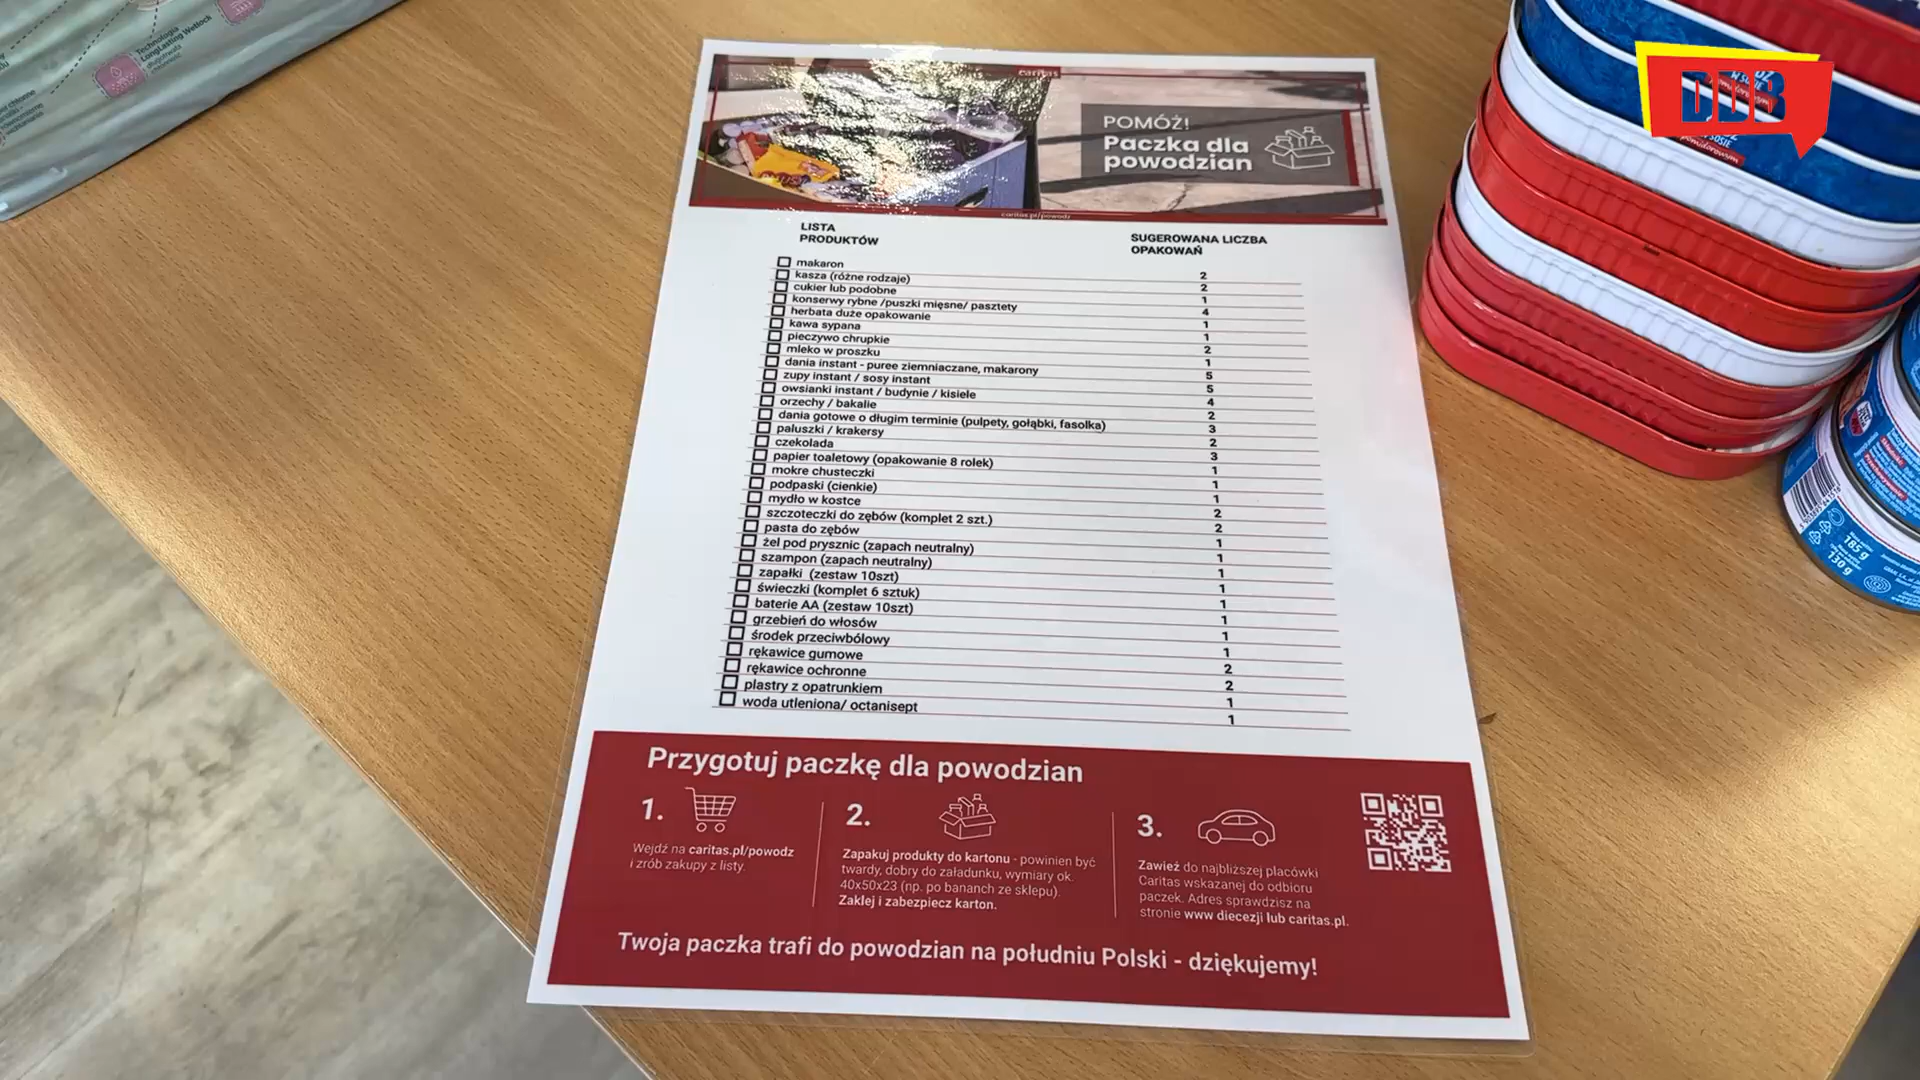 Technologia
LongLasting Wetlock
długotrwała
chłonność
caritas
POMÓŻ!
Paczka dla
powodzian
caritas.pl/powodz
LISTA
PRODUKTÓW
SUGEROWANA LICZBA
OPAKOWAŃ
makaron 2
kasza (różne rodzaje) 2
cukier lub podobne 1
konserwy rybne /puszki mięsne/ pasztety 4
herbata duże opakowanie 1
kawa sypana 1
pieczywo chrupkie 2
mleko w proszku 1
dania instant - puree ziemniaczane, makarony 5
zupy instant / sosy instant 5
owsianki instant / budynie / kisiele 4
orzechy / bakalie 2
dania gotowe o długim terminie (pulpety, gołąbki, fasolka) 3
paluszki / krakersy 2
czekolada 3
papier toaletowy (opakowanie 8 rolek) 1
mokre chusteczki 1
podpaski (cienkie) 1
mydło w kostce 2
szczoteczki do zębów (komplet 2 szt.) 2
pasta do zębów 1
żel pod prysznic (zapach neutralny) 1
szampon (zapach neutralny) 1
zapałki (zestaw 10szt) 1
świeczki (komplet 6 sztuk) 1
baterie AA (zestaw 10szt) 1
grzebień do włosów 1
środek przeciwbólowy 1
rękawice gumowe 2
rękawice ochronne 2
plastry z opatrunkiem 1
woda utleniona/ octanisept 1
Przygotuj paczkę dla powodzian
1.
Wejdź na caritas.pl/powodz
i zrób zakupy z listy.
2.
Zapakuj produkty do kartonu - powinien być
twardy, dobry do załadunku, wymiary ok.
40x50x23 (np. po bananch ze sklepu).
Zaklej i zabezpiecz karton.
3.
Zawieź do najbliższej placówki
Caritas wskazanej do odbioru
paczek. Adres sprawdzisz na
stronie www diecezji lub caritas.pl.
Twoja paczka trafi do powodzian na południu Polski - dziękujemy!
DDB
W SOSIE
pomidorowym
185 g
130 g